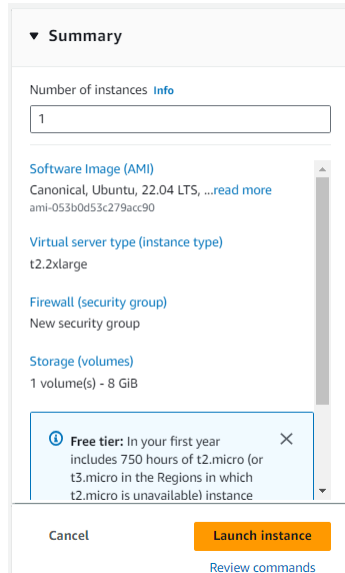 ▼ Summary
Number of instances Info
1
Software Image (AMI)
Canonical, Ubuntu, 22.04 LTS, ...read more
ami-053b0d53c279acc90
Virtual server type (instance type)
t2.2xlarge
Firewall (security group)
New security group
Storage (volumes)
1 volume(s) - 8 GiB
Free tier: In your first year
includes 750 hours of t2.micro (or
t3.micro in the Regions in which
t2.micro is unavailable) instance
Cancel
Launch instance
Review commands